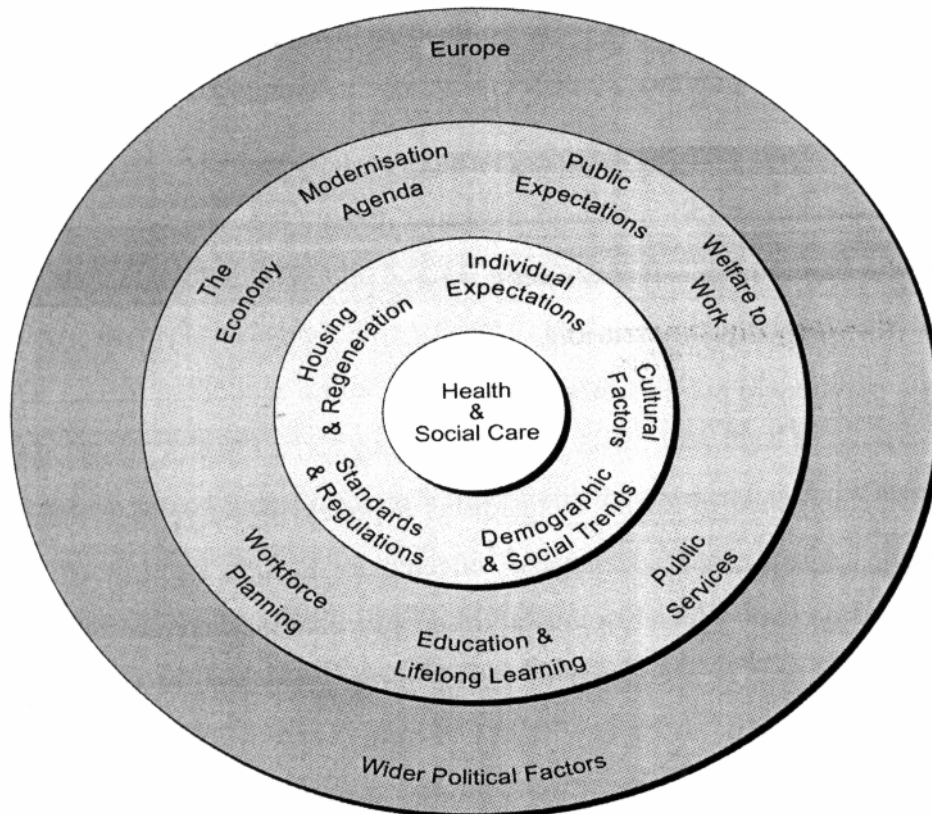 Europe
Modernisation
Agenda
Public
Expectations
The
Economy
Welfare to
Work
Individual
Expectations
Housing
& Regeneration
Cultural
Factors
Health
&
Social Care
Standards
& Regulations
Demographic
& Social Trends
Workforce
Planning
Public
Services
Education &
Lifelong Learning
Wider Political Factors